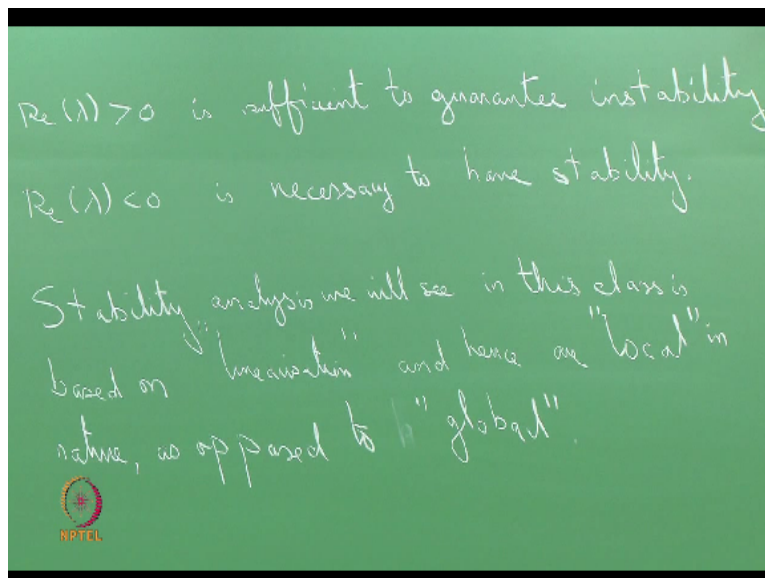 Re(λ)>0 is sufficient to guarantee instability
Re(λ)<0 is necessary to have stability.
Stability analysis we will see in this class is
based on "linearisation" and hence are "local" in
nature, as opposed to "global".
NPTEL